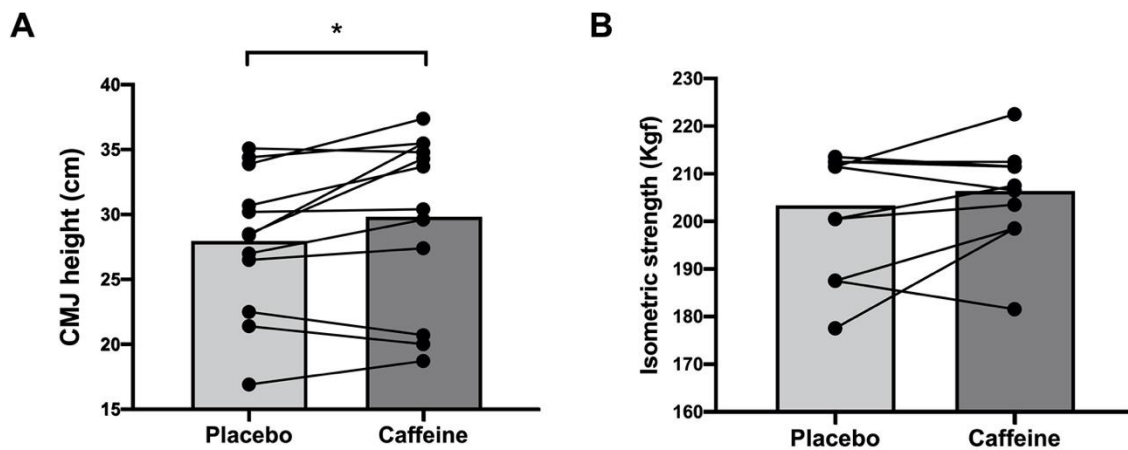 A
*
CMJ height (cm)
40
35
30
25
20
15
Placebo
Caffeine
B
Isometric strength (Kgf)
230
220
210
200
190
180
170
160
Placebo
Caffeine